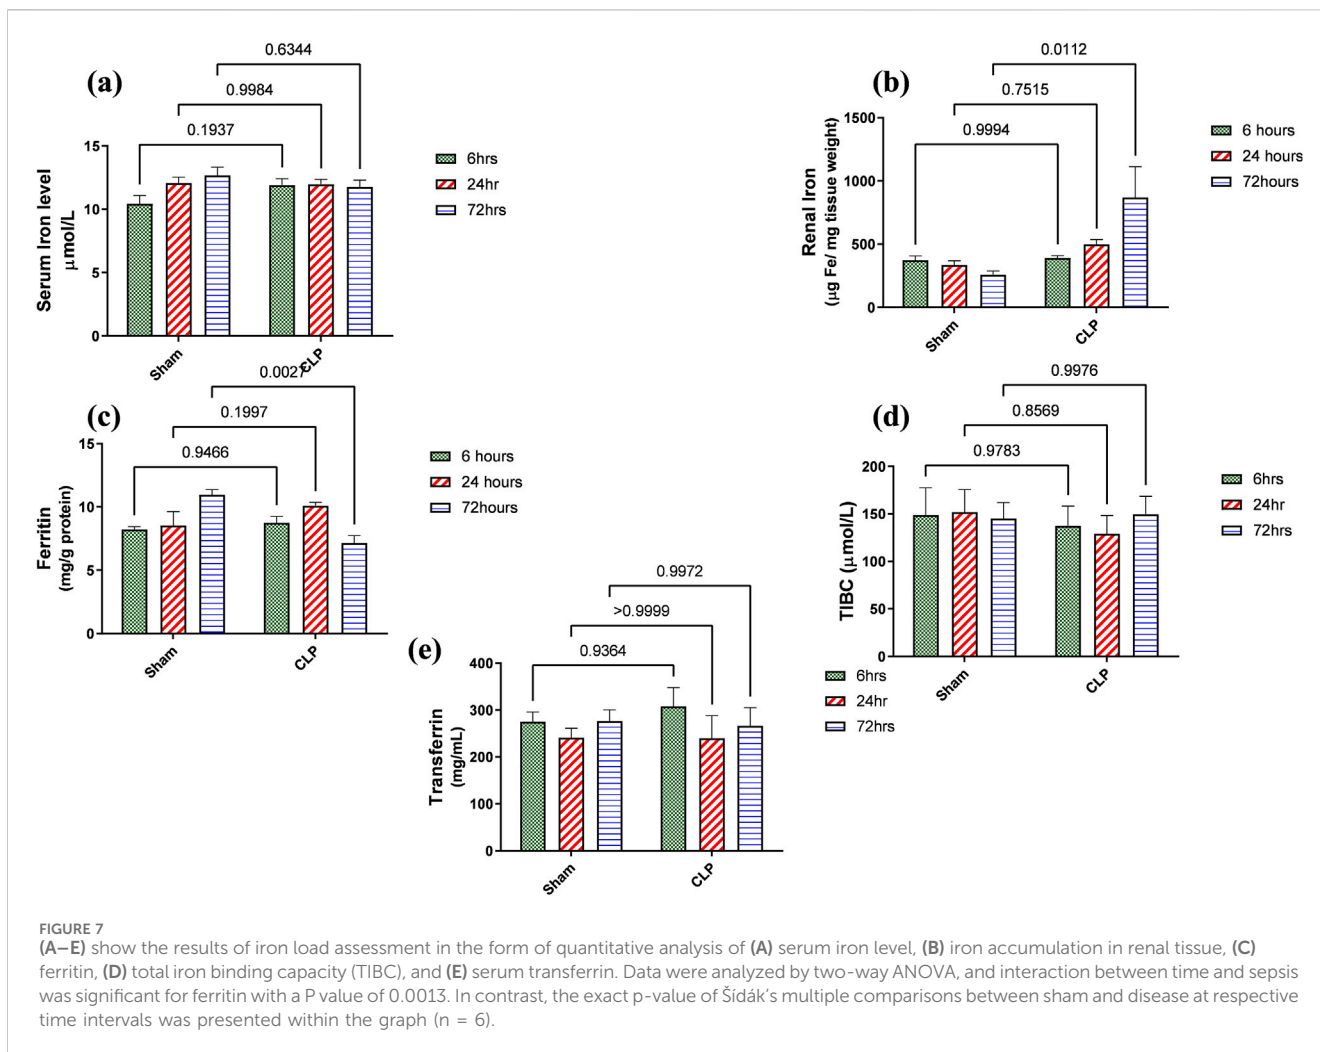 (a)
0.6344
0.9984
0.1937
Serum Iron level
µmol/L
15
10
5
0
Sham
CLP
6hrs
24hr
72hrs
(b)
0.0112
0.7515
0.9994
Renal Iron
(µg Fe/ mg tissue weight)
1500
1000
500
0
Sham
CLP
6 hours
24 hours
72hours
(c)
0.0027
0.1997
0.9466
Ferritin
(mg/g protein)
15
10
5
0
Sham
CLP
6 hours
24 hours
72hours
(d)
0.9976
0.8569
0.9783
TIBC (µmol/L)
200
150
100
50
0
Sham
CLP
6hrs
24hr
72hrs
(e)
0.9972
>0.9999
0.9364
Transferrin
(mg/mL)
400
300
200
100
0
Sham
CLP
6hrs
24hr
72hrs
FIGURE 7
(A–E) show the results of iron load assessment in the form of quantitative analysis of (A) serum iron level, (B) iron accumulation in renal tissue, (C)
ferritin, (D) total iron binding capacity (TIBC), and (E) serum transferrin. Data were analyzed by two-way ANOVA, and interaction between time and sepsis
was significant for ferritin with a P value of 0.0013. In contrast, the exact p-value of Šídák's multiple comparisons between sham and disease at respective
time intervals was presented within the graph (n = 6).